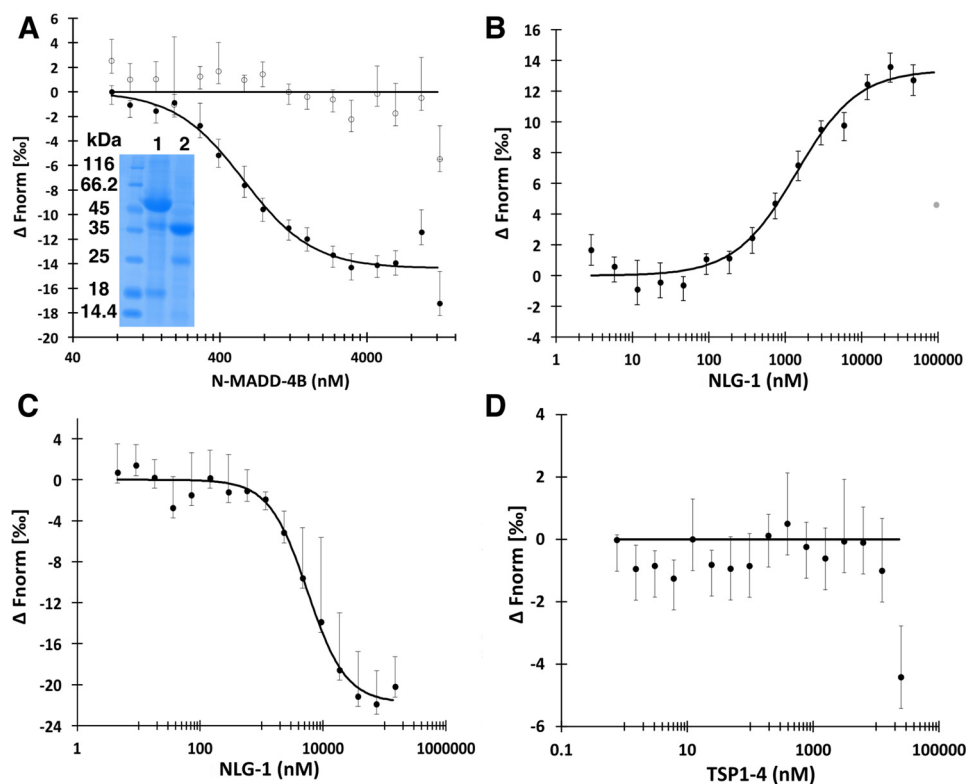 A
Δ Fnorm [‰]
6
4
2
0
-2
-4
-6
-8
-10
-12
-14
-16
-18
-20
kDa 1 2
116
66.2
45
35
25
18
14.4
40 400 4000
N-MADD-4B (nM)
B
Δ Fnorm [‰]
16
14
12
10
8
6
4
2
0
-2
-4
1 10 100 1000 10000 100000
NLG-1 (nM)
C
Δ Fnorm [‰]
4
0
-4
-8
-12
-16
-20
-24
1 100 10000 1000000
NLG-1 (nM)
D
Δ Fnorm [‰]
4
2
0
-2
-4
-6
0.1 10 1000 100000
TSP1-4 (nM)